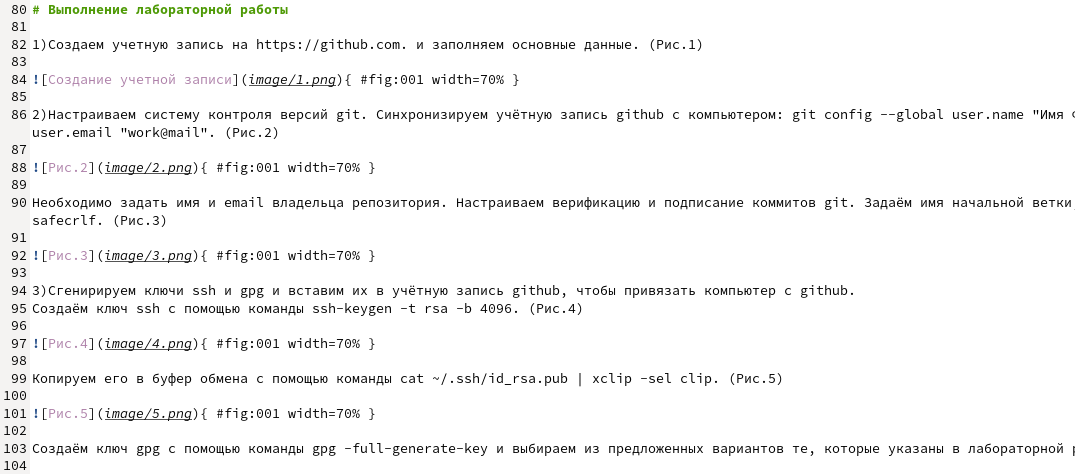 80 # Выполнение лабораторной работы
81
82 1)Создаем учетную запись на https://github.com. и заполняем основные данные. (Рис.1)
83
84 ![Создание учетной записи](image/1.png){ #fig:001 width=70% }
85
86 2)Настраиваем систему контроля версий git. Синхронизируем учётную запись github с компьютером: git config --global user.name "Имя
user.email "work@mail". (Рис.2)
87
88 ![Рис.2](image/2.png){ #fig:001 width=70% }
89
90 Необходимо задать имя и email владельца репозитория. Настраиваем верификацию и подписание коммитов git. Задаём имя начальной ветки,
safecrlf. (Рис.3)
91
92 ![Рис.3](image/3.png){ #fig:001 width=70% }
93
94 3)Сгенирируем ключи ssh и gpg и вставим их в учётную запись github, чтобы привязать компьютер с github.
95 Создаём ключ ssh с помощью команды ssh-keygen -t rsa -b 4096. (Рис.4)
96
97 ![Рис.4](image/4.png){ #fig:001 width=70% }
98
99 Копируем его в буфер обмена с помощью команды cat ~/.ssh/id_rsa.pub | xclip -sel clip. (Рис.5)
100
101 ![Рис.5](image/5.png){ #fig:001 width=70% }
102
103 Создаём ключ gpg с помощью команды gpg -full-generate-key и выбираем из предложенных вариантов те, которые указаны в лабораторной
104